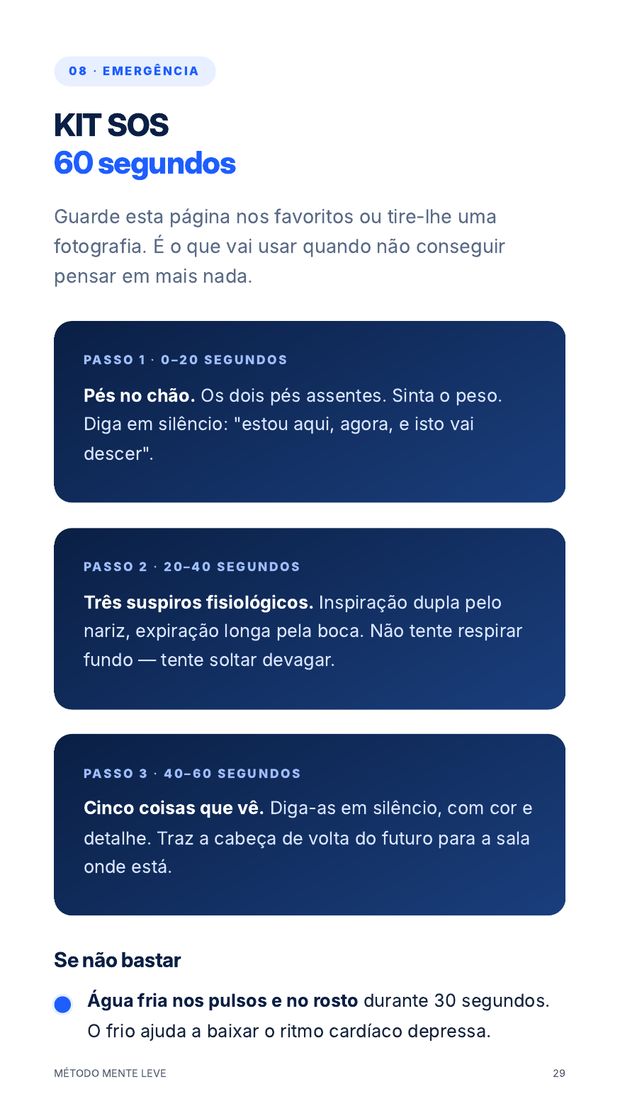 08 · EMERGÊNCIA
KIT SOS
60 segundos
Guarde esta página nos favoritos ou tire-lhe uma
fotografia. É o que vai usar quando não conseguir
pensar em mais nada.
PASSO 1 · 0–20 SEGUNDOS
Pés no chão. Os dois pés assentes. Sinta o peso.
Diga em silêncio: "estou aqui, agora, e isto vai
descer".
PASSO 2 · 20–40 SEGUNDOS
Três suspiros fisiológicos. Inspiração dupla pelo
nariz, expiração longa pela boca. Não tente respirar
fundo — tente soltar devagar.
PASSO 3 · 40–60 SEGUNDOS
Cinco coisas que vê. Diga-as em silêncio, com cor e
detalhe. Traz a cabeça de volta do futuro para a sala
onde está.
Se não bastar
Água fria nos pulsos e no rosto durante 30 segundos.
O frio ajuda a baixar o ritmo cardíaco depressa.
MÉTODO MENTE LEVE 29